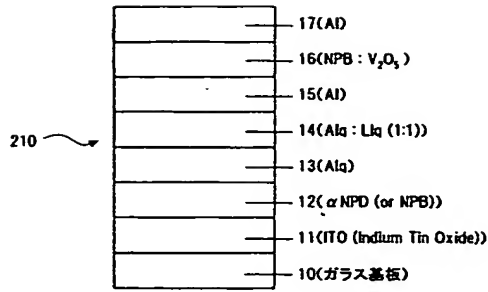 17(Al)
16(NPB : V₂O₅)
15(Al)
14(Alq : Liq (1:1))
210
13(Alq)
12(αNPD (or NPB))
11(ITO (Indium Tin Oxide))
10(ガラス基板)